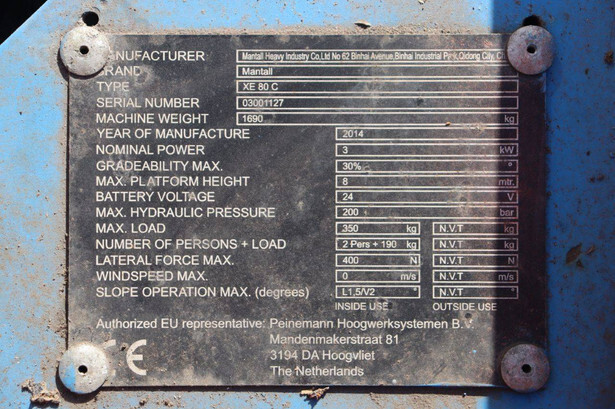 MANUFACTURER Mantall Heavy Industry Co,Ltd No 62 Binhai Avenue,Binhai Industrial Park, Qidong City,
BRAND Mantall
TYPE XE 80 C
SERIAL NUMBER 03001127
MACHINE WEIGHT 1690 kg
YEAR OF MANUFACTURE 2014
NOMINAL POWER 3 kW
GRADEABILITY MAX. 30% °
MAX. PLATFORM HEIGHT 8 mtr.
BATTERY VOLTAGE 24 V
MAX. HYDRAULIC PRESSURE 200 bar
MAX. LOAD 350 kg N.V.T kg
NUMBER OF PERSONS + LOAD 2 Pers + 190 kg N.V.T kg
LATERAL FORCE MAX. 400 N N.V.T N
WINDSPEED MAX. 0 m/s N.V.T m/s
SLOPE OPERATION MAX. (degrees) L1,5/V2 ° N.V.T °
INSIDE USE OUTSIDE USE
Authorized EU representative: Peinemann Hoogwerksystemen B.V.
Mandenmakerstraat 81
3194 DA Hoogvliet
The Netherlands
CE